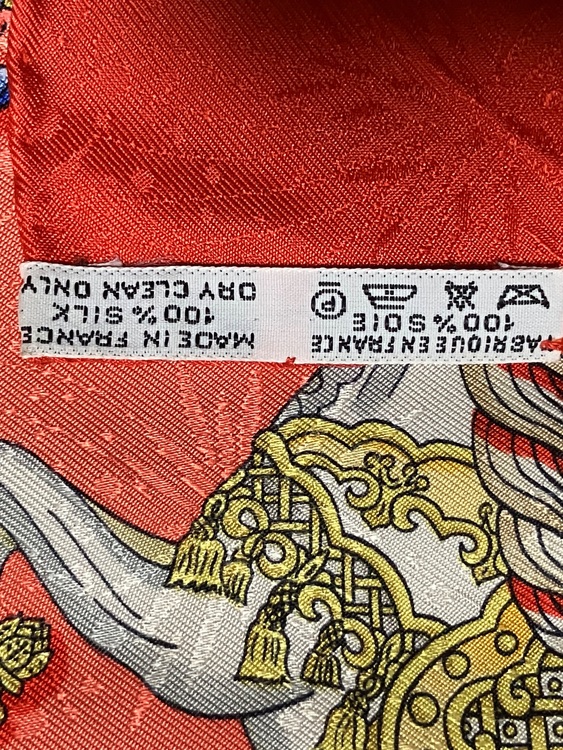 FABRIQUE EN FRANCE
100% SOIE
P
MADE IN FRANCE
100% SILK
DRY CLEAN ONLY